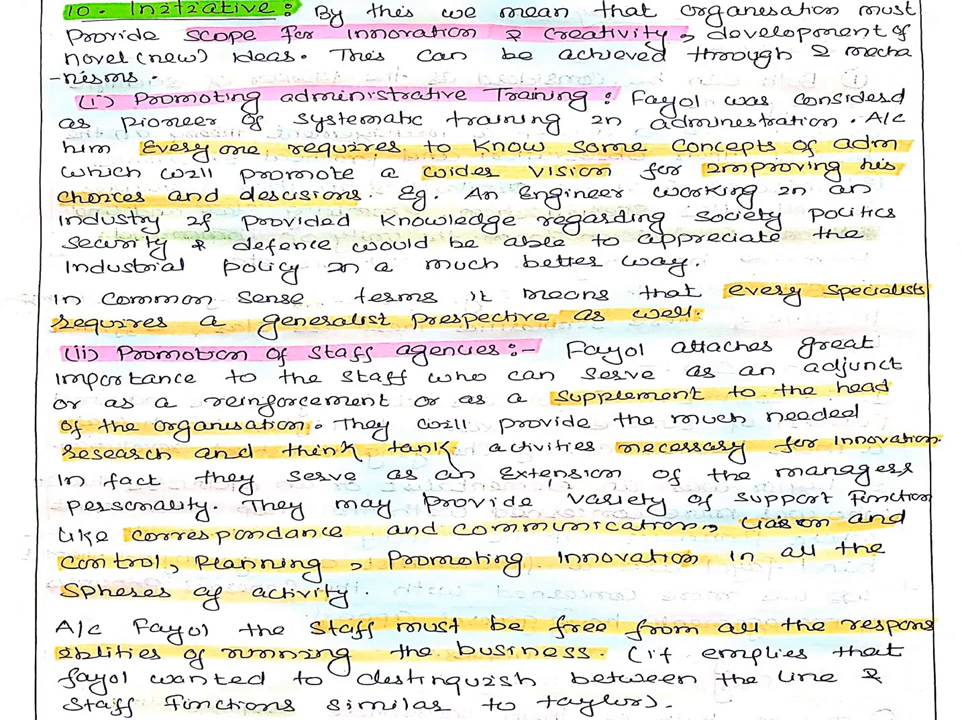 10. Initiative: By this we mean that organisation must
Provide scope for innovation & creativity, development of
novel (new) Ideas. This can be achieved through 2 mecha
-nisms.
(i) Promoting administrative Training: Fayol was considerd
as Pioneer of systematic training in administration. A/c
him Everyone requires to know some concepts of adm
which will promote a wider vision for improving his
choices and descisions. Eg. An Engineer working in an
industry if provided knowledge regarding society politics
security & defence would be able to appreciate the
Industrial policy in a much better way.
In common sense terms it means that every specialists
requires a generalist prespective as well.
(ii) Promotion of staff agencies:- Fayol attaches great
importance to the staff who can serve as an adjunct
or as a reinforcement or as a supplement to the head
of the organisation. They will provide the much needed
research and think tank activities necessary for innovation.
In fact they serve as an extension of the managers
personality. They may provide variety of support function
like correspondance and communication, liason and
control, Planning, Promoting Innovation in all the
spheres of activity.
A/c Fayol the staff must be free from all the respons
iblities of running the business. (it emplies that
fayol wanted to distinquish between the line &
staff functions similar to taylor).